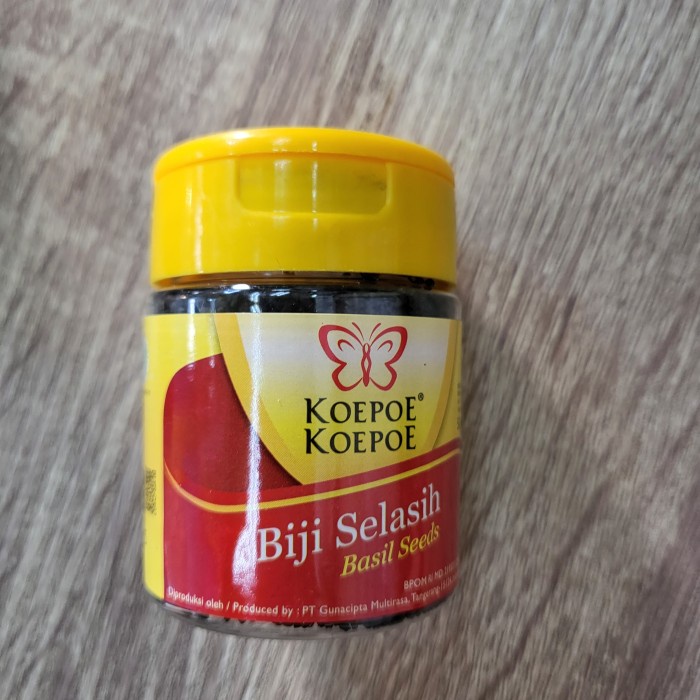 KOEPOE®
KOEPOE
Biji Selasih
Basil Seeds
BPOM RI MD
Diproduksi oleh / Produced by : PT Gunacipta Multirasa, Tangerang